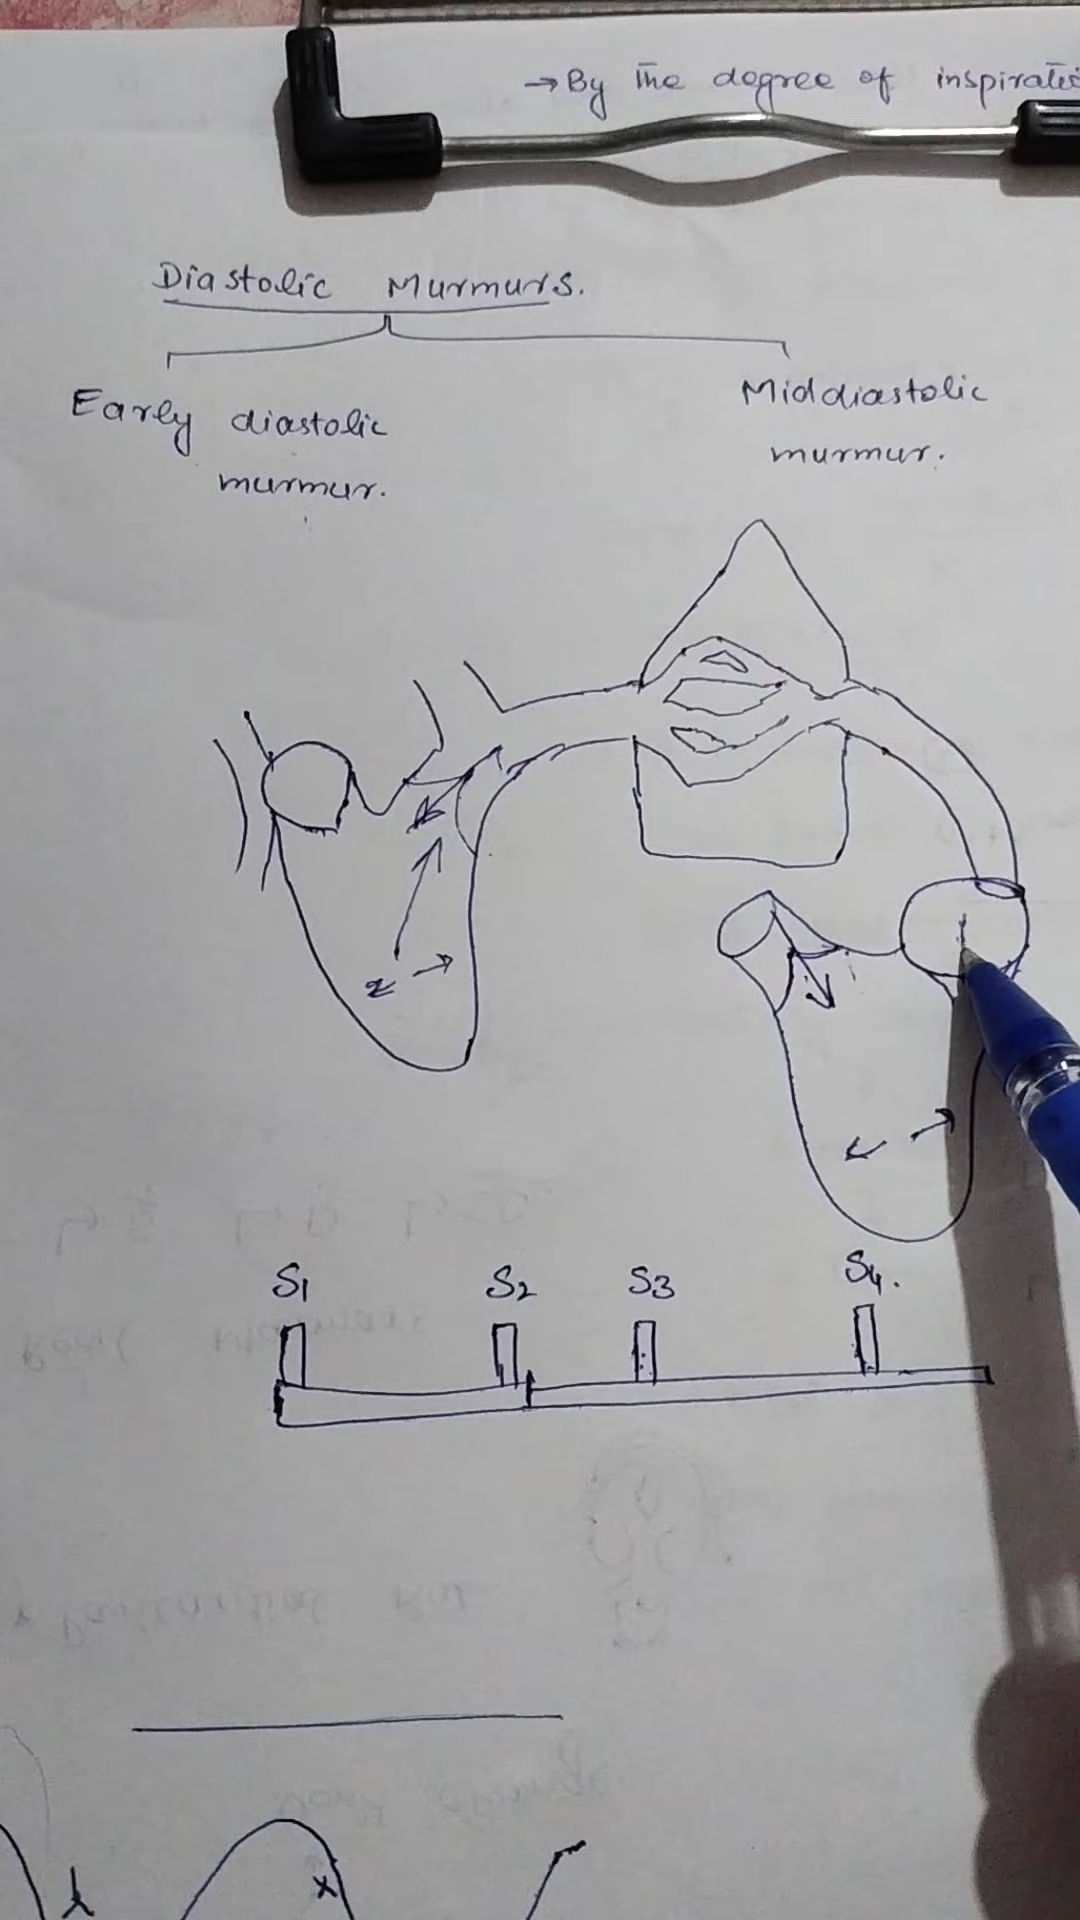 → By the degree of
Diastolic Murmurs.
Early diastolic
murmur.
Middiastolic
murmur.
S1 S2 S3 S4.
x